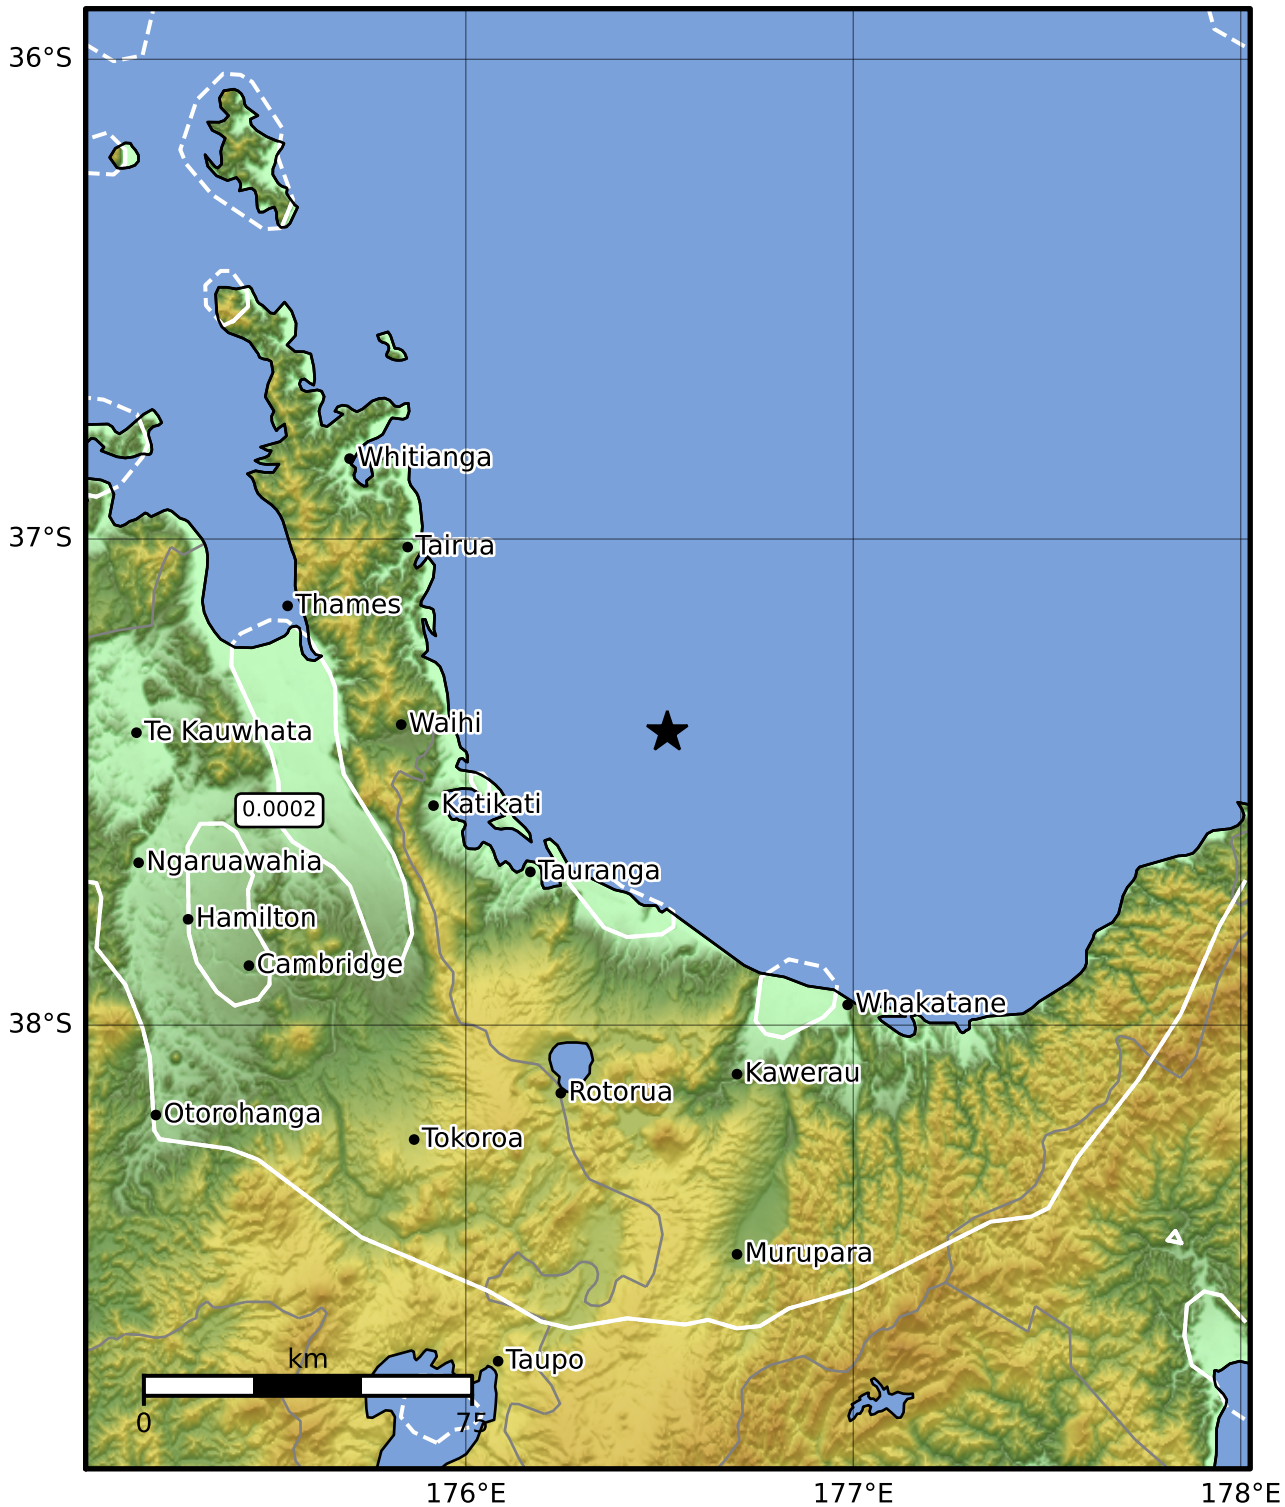 36°S
Whitianga
37°S
Tairua
Thames
Te Kauwhata
Waihi
Katikati
0.0002
Ngaruawahia
Tauranga
Hamilton
Cambridge
38°S
Whakatane
Kawerau
Rotorua
Otorohanga
Tokoroa
Murupara
km
Taupo
0
75
176°E
177°E
178°E